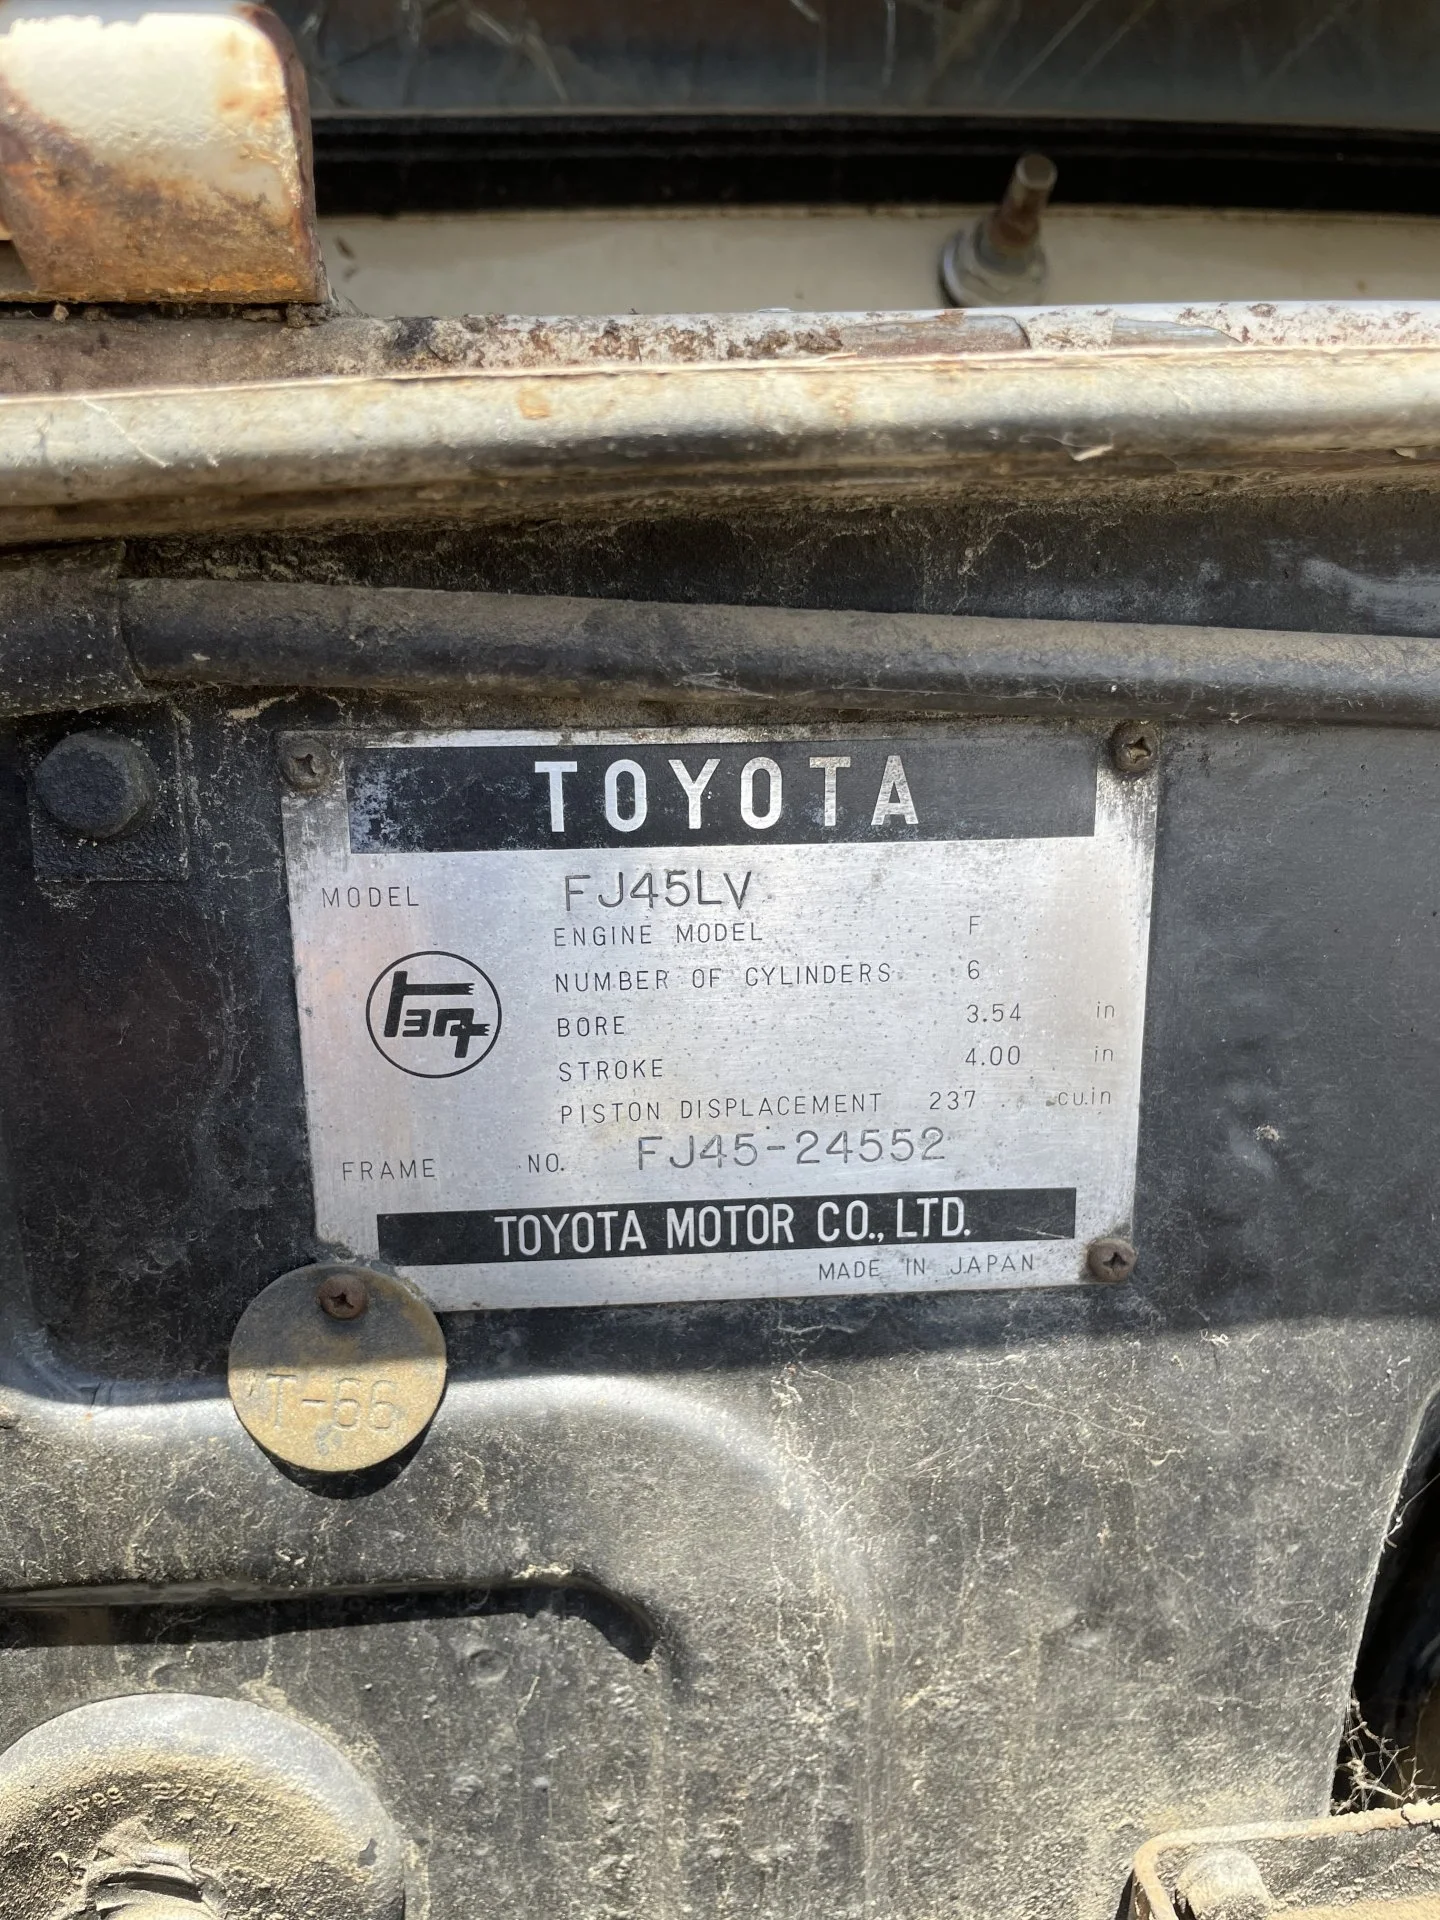 TOYOTA
MODEL FJ45LV
ENGINE MODEL F
NUMBER OF CYLINDERS 6
BORE 3.54 in
STROKE 4.00 in
PISTON DISPLACEMENT 237 cu.in
FRAME NO. FJ45-24552
TOYOTA MOTOR CO., LTD.
MADE IN JAPAN
T-66